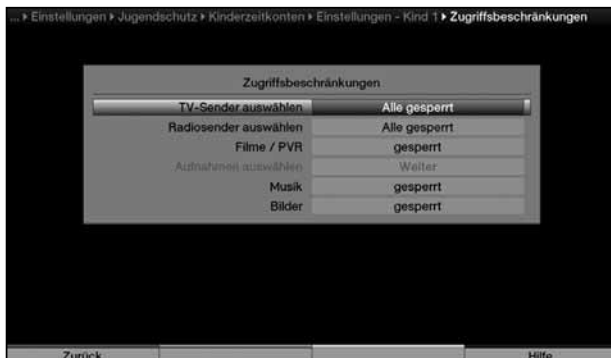 ... ▸ Einstellungen ▸ Jugendschutz ▸ Kinderzeitkonten ▸ Einstellungen - Kind 1 ▸ Zugriffsbeschränkungen
Zugriffsbeschränkungen
TV-Sender auswählen Alle gesperrt
Radiosender auswählen Alle gesperrt
Filme / PVR gesperrt
Aufnahmen auswählen Weiter
Musik gesperrt
Bilder gesperrt
Zurück Hilfe